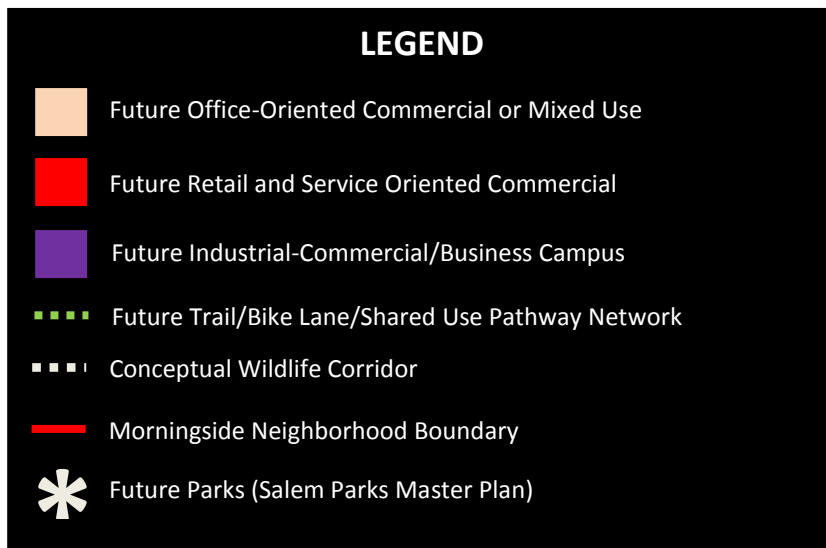 LEGEND
Future Office-Oriented Commercial or Mixed Use
Future Retail and Service Oriented Commercial
Future Industrial-Commercial/Business Campus
Future Trail/Bike Lane/Shared Use Pathway Network
Conceptual Wildlife Corridor
Morningside Neighborhood Boundary
Future Parks (Salem Parks Master Plan)